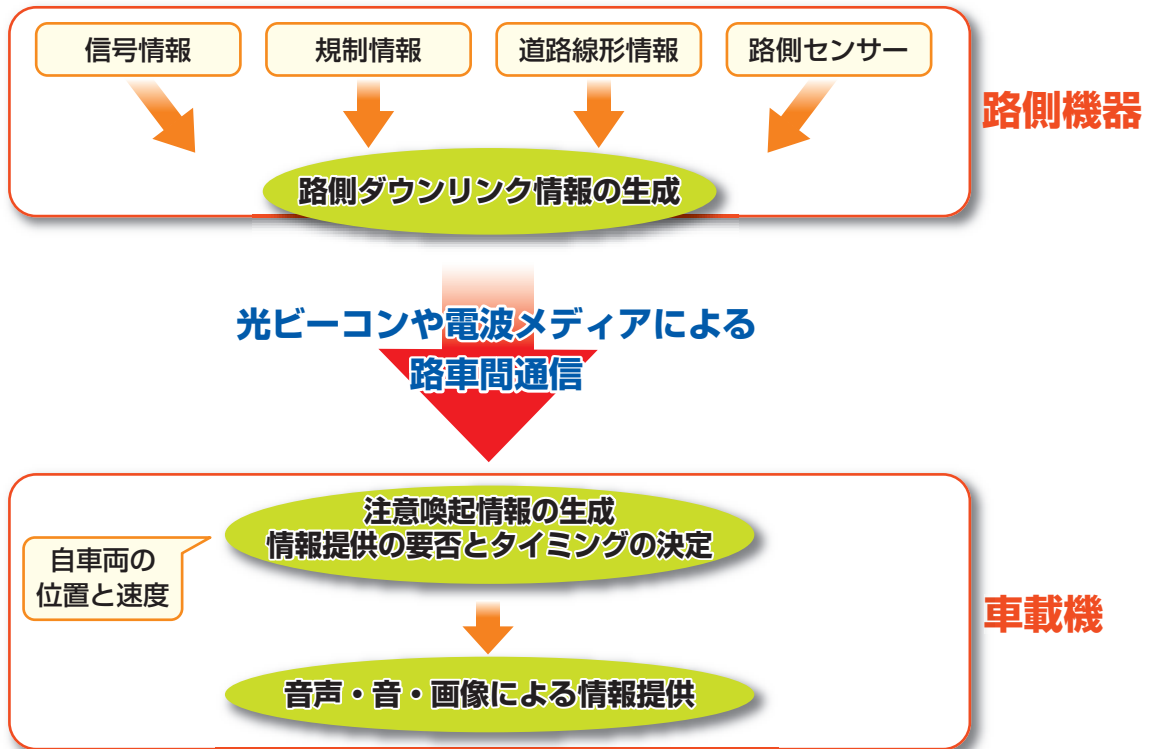 信号情報
規制情報
道路線形情報
路側センサー
路側機器
路側ダウンリンク情報の生成
光ビーコンや電波メディアによる
路車間通信
注意喚起情報の生成
情報提供の要否とタイミングの決定
自車両の
位置と速度
車載機
音声・音・画像による情報提供